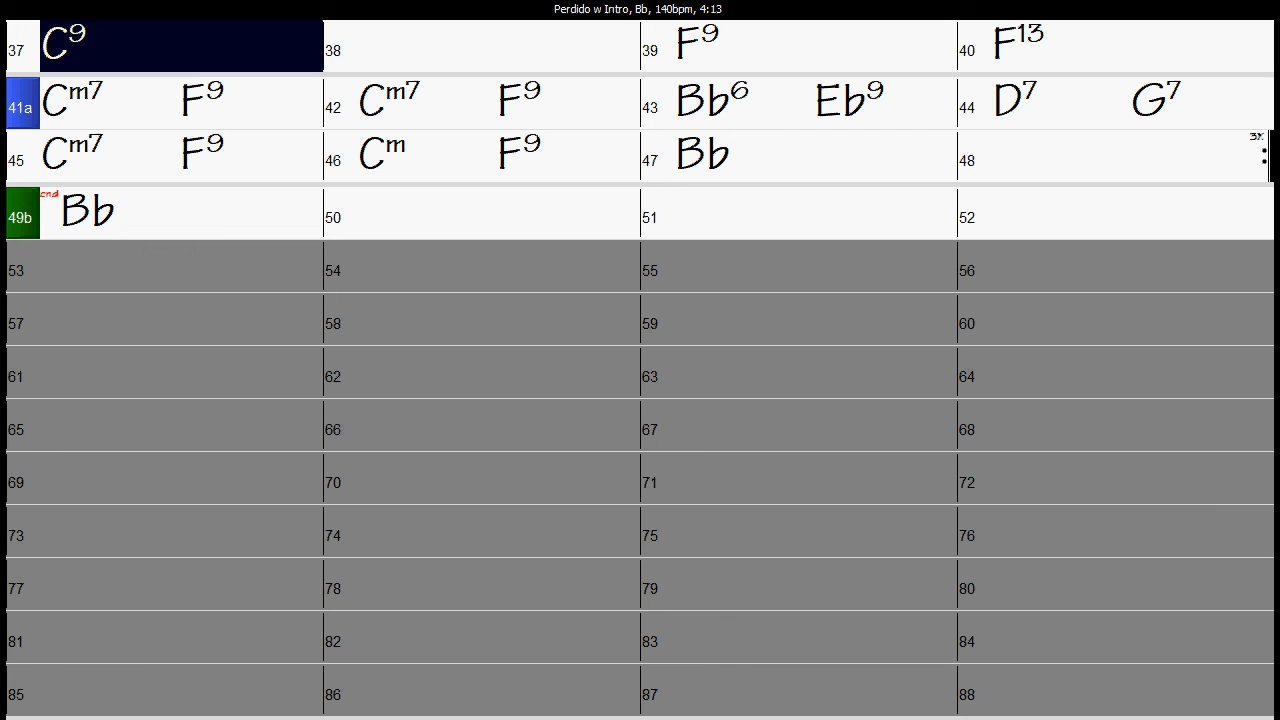 Perdido w Intro, Bb, 140bpm, 4:13
37 C9 38 39 F9 40 F13
41a Cm7 F9 42 Cm7 F9 43 Bb6 Eb9 44 D7 G7
45 Cm7 F9 46 Cm F9 47 Bb 48 3x
49b end Bb 50 51 52
53 54 55 56
57 58 59 60
61 62 63 64
65 66 67 68
69 70 71 72
73 74 75 76
77 78 79 80
81 82 83 84
85 86 87 88